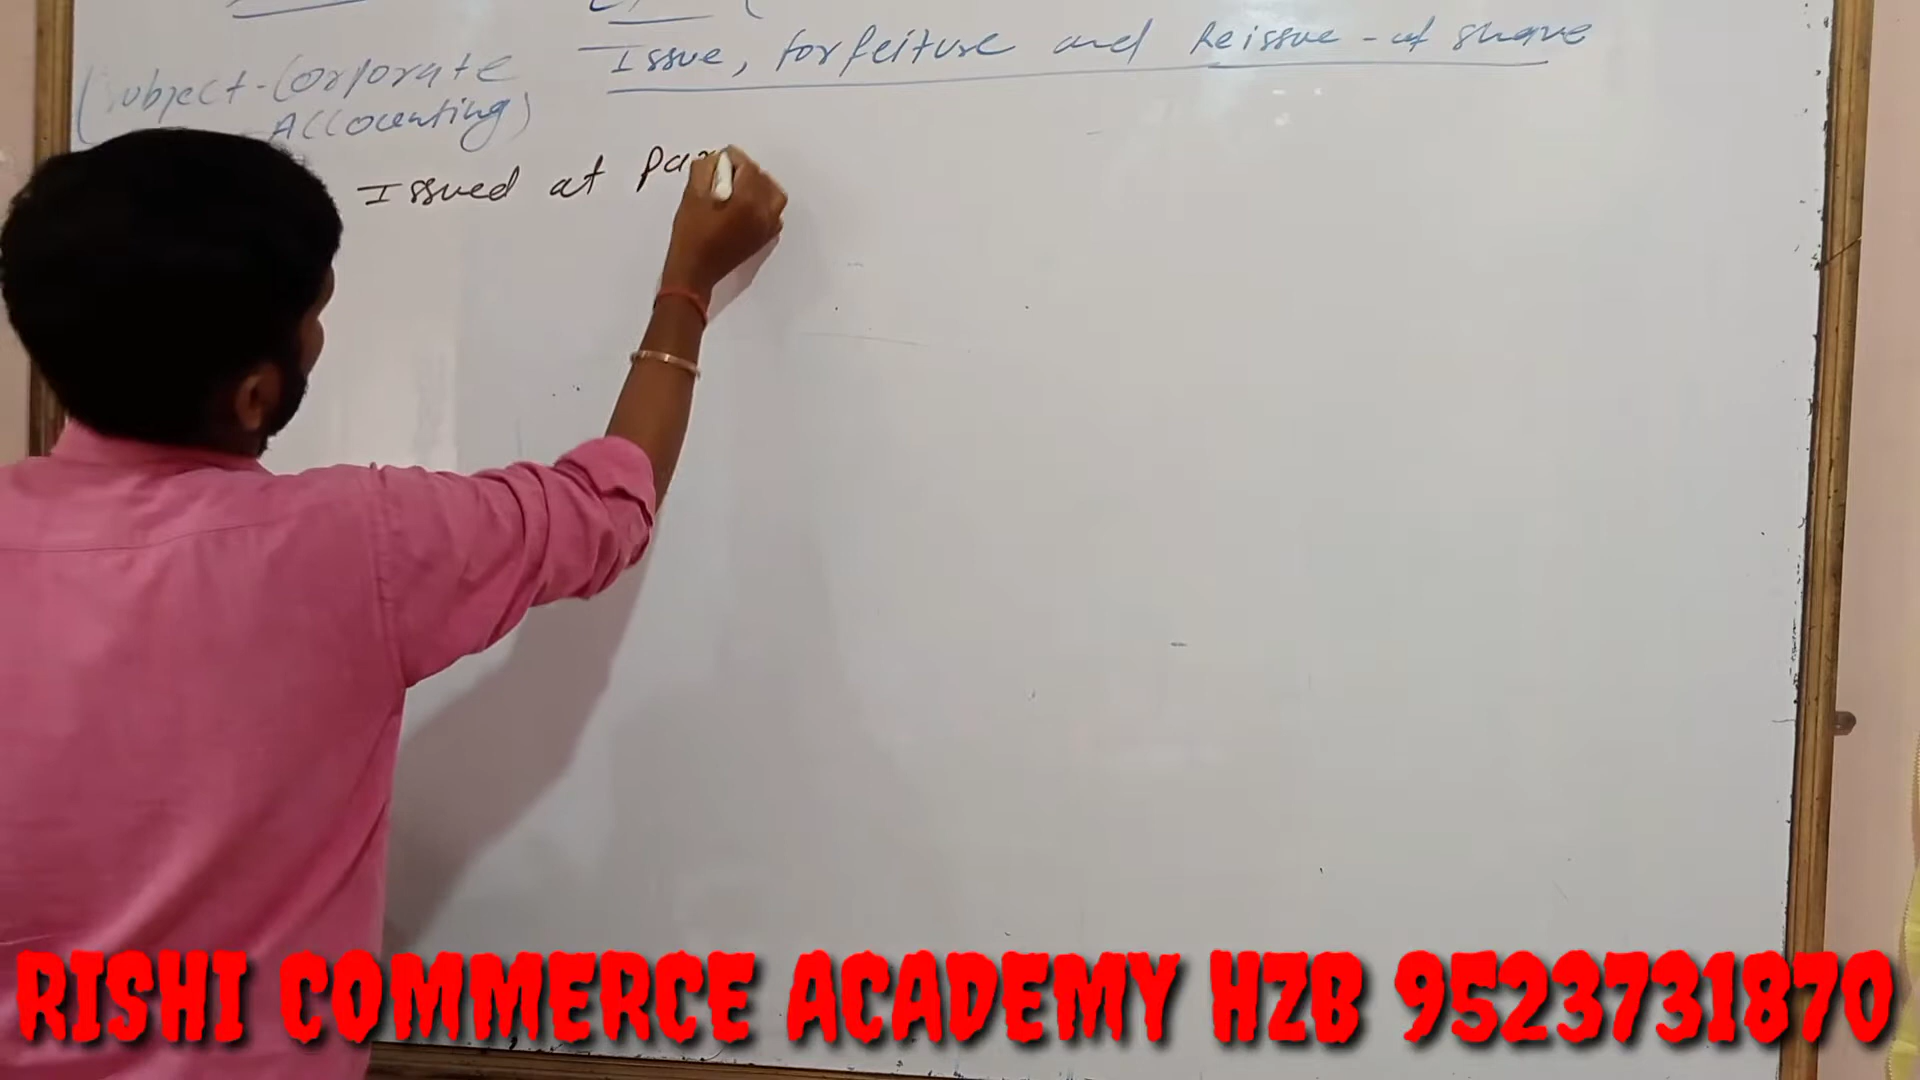 Issue, forfeiture and Reissue - of share
(Subject - Corporate
Accounting)
Issued at Par
RISHI COMMERCE ACADEMY HZB 9523731870